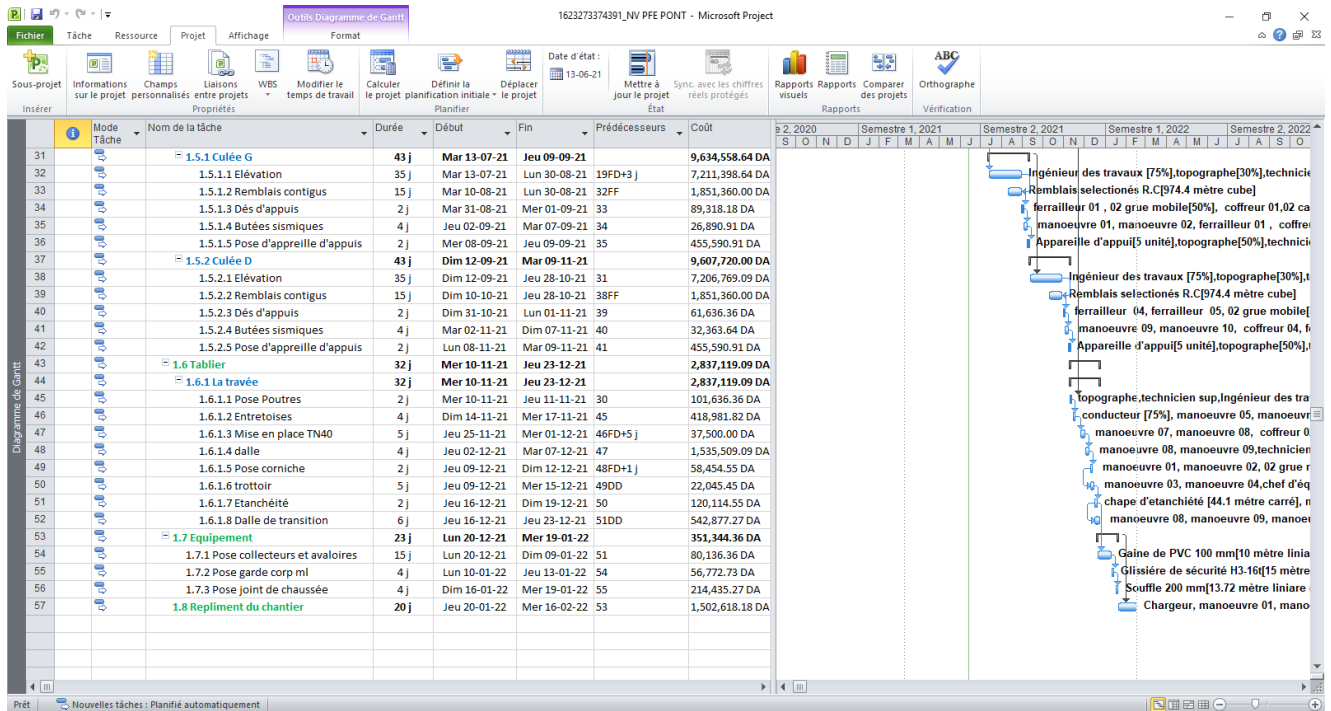 Outils Diagramme de Gantt
1623273374391_NV PFE PONT - Microsoft Project
Fichier Tâche Ressource Projet Affichage Format
Sous-projet
Informations sur le projet
Champs personnalisés
Liaisons entre projets
WBS
Modifier le temps de travail
Calculer le projet
Définir la planification initiale
Déplacer le projet
Date d'état :
13-06-21
Mettre à jour le projet
Sync. avec les chiffres réels protégés
Rapports visuels
Rapports
Comparer des projets
ABC
Orthographe
Insérer Propriétés Planifier État Rapports Vérification
Mode Tâche Nom de la tâche Durée Début Fin Prédécesseurs Coût
e 2, 2020 Semestre 1, 2021 Semestre 2, 2021 Semestre 1, 2022 Semestre 2, 2022
S O N D J F M A M J J A S O N D J F M A M J J A S O
31 1.5.1 Culée G 43 j Mar 13-07-21 Jeu 09-09-21 9,634,558.64 DA
32 1.5.1.1 Elévation 35 j Mar 13-07-21 Lun 30-08-21 19FD+3 j 7,211,398.64 DA Ingénieur des travaux [75%],topographe[30%],technicie
33 1.5.1.2 Remblais contigus 15 j Mar 10-08-21 Lun 30-08-21 32FF 1,851,360.00 DA Remblais selectionés R.C[974.4 mètre cube]
34 1.5.1.3 Dés d'appuis 2 j Mar 31-08-21 Mer 01-09-21 33 89,318.18 DA ferrailleur 01 , 02 grue mobile[50%], coffreur 01,02 ca
35 1.5.1.4 Butées sismiques 4 j Jeu 02-09-21 Mar 07-09-21 34 26,890.91 DA manoeuvre 01, manoeuvre 02, ferrailleur 01 , coffre
36 1.5.1.5 Pose d'appreille d'appuis 2 j Mer 08-09-21 Jeu 09-09-21 35 455,590.91 DA Appareille d'appui[5 unité],topographe[50%],technici
37 1.5.2 Culée D 43 j Dim 12-09-21 Mar 09-11-21 9,607,720.00 DA
38 1.5.2.1 Elévation 35 j Dim 12-09-21 Jeu 28-10-21 31 7,206,769.09 DA Ingénieur des travaux [75%],topographe[30%],t
39 1.5.2.2 Remblais contigus 15 j Dim 10-10-21 Jeu 28-10-21 38FF 1,851,360.00 DA Remblais selectionés R.C[974.4 mètre cube]
40 1.5.2.3 Dés d'appuis 2 j Dim 31-10-21 Lun 01-11-21 39 61,636.36 DA ferrailleur 04, ferrailleur 05, 02 grue mobile[
41 1.5.2.4 Butées sismiques 4 j Mar 02-11-21 Dim 07-11-21 40 32,363.64 DA manoeuvre 09, manoeuvre 10, coffreur 04, f
42 1.5.2.5 Pose d'appreille d'appuis 2 j Lun 08-11-21 Mar 09-11-21 41 455,590.91 DA Appareille d'appui[5 unité],topographe[50%],t
43 1.6 Tablier 32 j Mer 10-11-21 Jeu 23-12-21 2,837,119.09 DA
44 1.6.1 La travée 32 j Mer 10-11-21 Jeu 23-12-21 2,837,119.09 DA
45 1.6.1.1 Pose Poutres 2 j Mer 10-11-21 Jeu 11-11-21 30 101,636.36 DA topographe,technicien sup,Ingénieur des tra
46 1.6.1.2 Entretoises 4 j Dim 14-11-21 Mer 17-11-21 45 418,981.82 DA conducteur [75%], manoeuvre 05, manoeuvr
47 1.6.1.3 Mise en place TN40 5 j Jeu 25-11-21 Mer 01-12-21 46FD+5 j 37,500.00 DA manoeuvre 07, manoeuvre 08, coffreur 0
48 1.6.1.4 dalle 4 j Jeu 02-12-21 Mar 07-12-21 47 1,535,509.09 DA manoeuvre 08, manoeuvre 09,technicien
49 1.6.1.5 Pose corniche 2 j Jeu 09-12-21 Dim 12-12-21 48FD+1 j 58,454.55 DA manoeuvre 01, manoeuvre 02, 02 grue r
50 1.6.1.6 trottoir 5 j Jeu 09-12-21 Mer 15-12-21 49DD 22,045.45 DA manoeuvre 03, manoeuvre 04,chef d'éq
51 1.6.1.7 Etanchéité 2 j Jeu 16-12-21 Dim 19-12-21 50 120,114.55 DA chape d'etanchiété [44.1 métre carré], n
52 1.6.1.8 Dalle de transition 6 j Jeu 16-12-21 Jeu 23-12-21 51DD 542,877.27 DA manoeuvre 08, manoeuvre 09, manoeu
53 1.7 Equipement 23 j Lun 20-12-21 Mer 19-01-22 351,344.36 DA
54 1.7.1 Pose collecteurs et avaloires 15 j Lun 20-12-21 Dim 09-01-22 51 80,136.36 DA Gaine de PVC 100 mm[10 mètre linia
55 1.7.2 Pose garde corp ml 4 j Lun 10-01-22 Jeu 13-01-22 54 56,772.73 DA Glissiére de sécurité H3-16t[15 mètre
56 1.7.3 Pose joint de chaussée 4 j Dim 16-01-22 Mer 19-01-22 55 214,435.27 DA Souffle 200 mm[13.72 mètre liniare
57 1.8 Repliment du chantier 20 j Jeu 20-01-22 Mer 16-02-22 53 1,502,618.18 DA Chargeur, manoeuvre 01, mano
Diagramme de Gantt
Prêt Nouvelles tâches : Planifié automatiquement